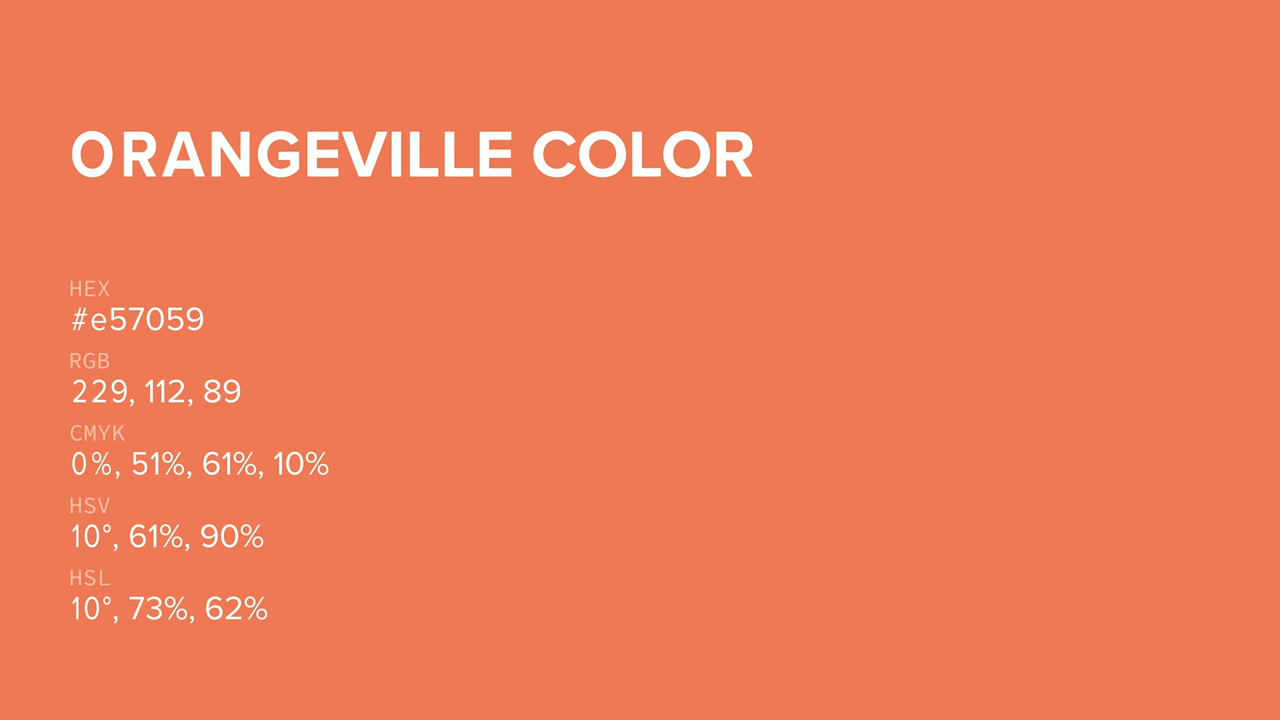 ORANGEVILLE COLOR
HEX
#e57059
RGB
229, 112, 89
CMYK
0%, 51%, 61%, 10%
HSV
10°, 61%, 90%
HSL
10°, 73%, 62%